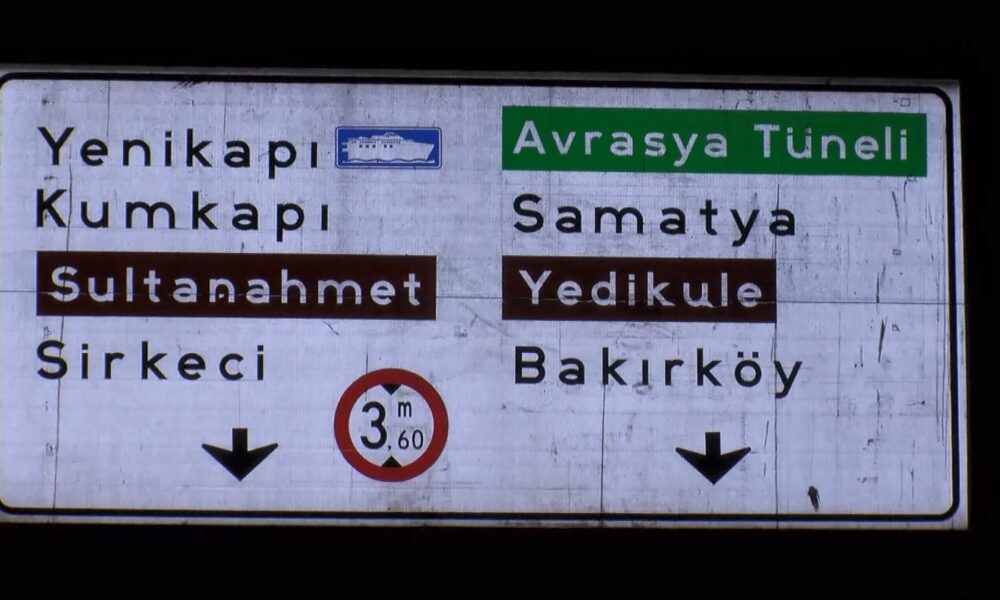 Yenikapı
Kumkapı
Sultanahmet
Sirkeci
3,60 m
Avrasya Tüneli
Samatya
Yedikule
Bakırköy